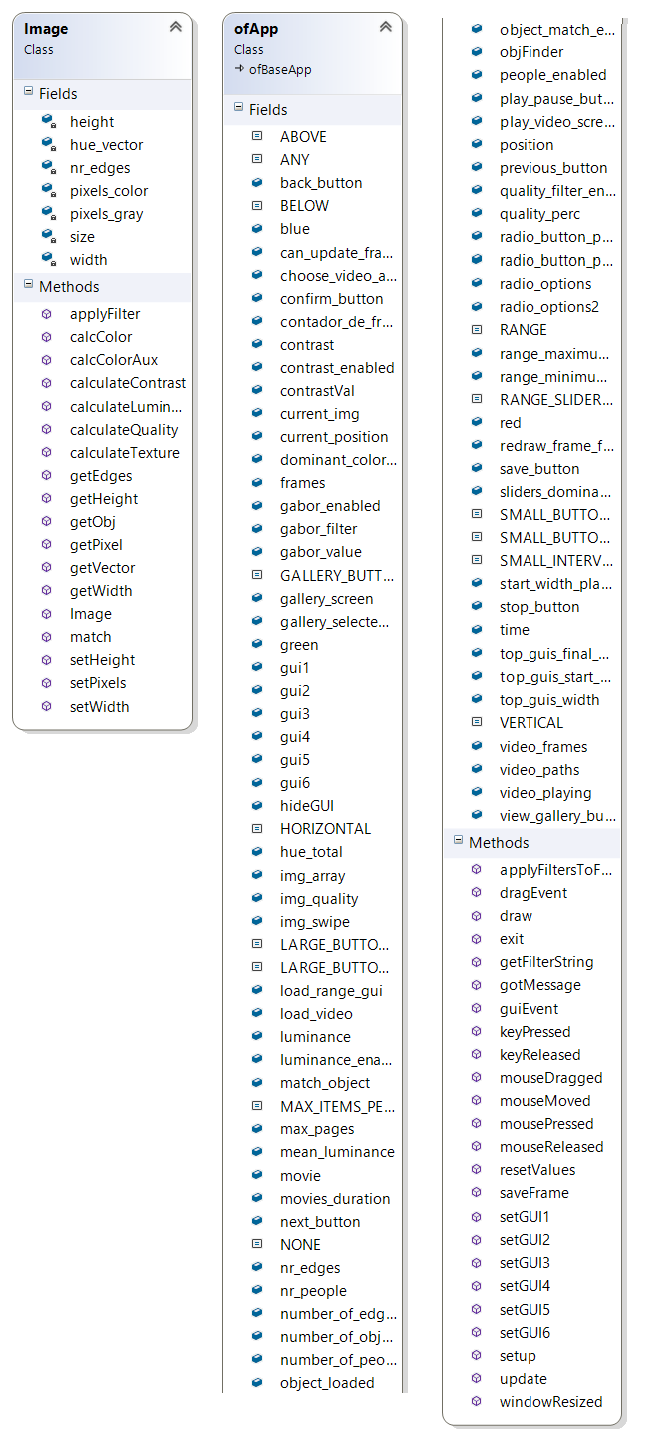 Image
Class
Fields
height
hue_vector
nr_edges
pixels_color
pixels_gray
size
width
Methods
applyFilter
calcColor
calcColorAux
calculateContrast
calculateLumin...
calculateQuality
calculateTexture
getEdges
getHeight
getObj
getPixel
getVector
getWidth
Image
match
setHeight
setPixels
setWidth
ofApp
Class
ofBaseApp
Fields
ABOVE
ANY
back_button
BELOW
blue
can_update_fra...
choose_video_a...
confirm_button
contador_de_fr...
contrast
contrast_enabled
contrastVal
current_img
current_position
dominant_color...
frames
gabor_enabled
gabor_filter
gabor_value
GALLERY_BUTT...
gallery_screen
gallery_selecte...
green
gui1
gui2
gui3
gui4
gui5
gui6
hideGUI
HORIZONTAL
hue_total
img_array
img_quality
img_swipe
LARGE_BUTTO...
LARGE_BUTTO...
load_range_gui
load_video
luminance
luminance_ena...
match_object
MAX_ITEMS_PE...
max_pages
mean_luminance
movie
movies_duration
next_button
NONE
nr_edges
nr_people
number_of_edg...
number_of_obj...
number_of_peo...
object_loaded
object_match_e...
objFinder
people_enabled
play_pause_but...
play_video_scre...
position
previous_button
quality_filter_en...
quality_perc
radio_button_p...
radio_button_p...
radio_options
radio_options2
RANGE
range_maximu...
range_minimu...
RANGE_SLIDER...
red
redraw_frame_f...
save_button
sliders_domina...
SMALL_BUTTO...
SMALL_BUTTO...
SMALL_INTERV...
start_width_pla...
stop_button
time
top_guis_final_...
top_guis_start_...
top_guis_width
VERTICAL
video_frames
video_paths
video_playing
view_gallery_bu...
Methods
applyFiltersToF...
dragEvent
draw
exit
getFilterString
gotMessage
guiEvent
keyPressed
keyReleased
mouseDragged
mouseMoved
mousePressed
mouseReleased
resetValues
saveFrame
setGUI1
setGUI2
setGUI3
setGUI4
setGUI5
setGUI6
setup
update
windowResized